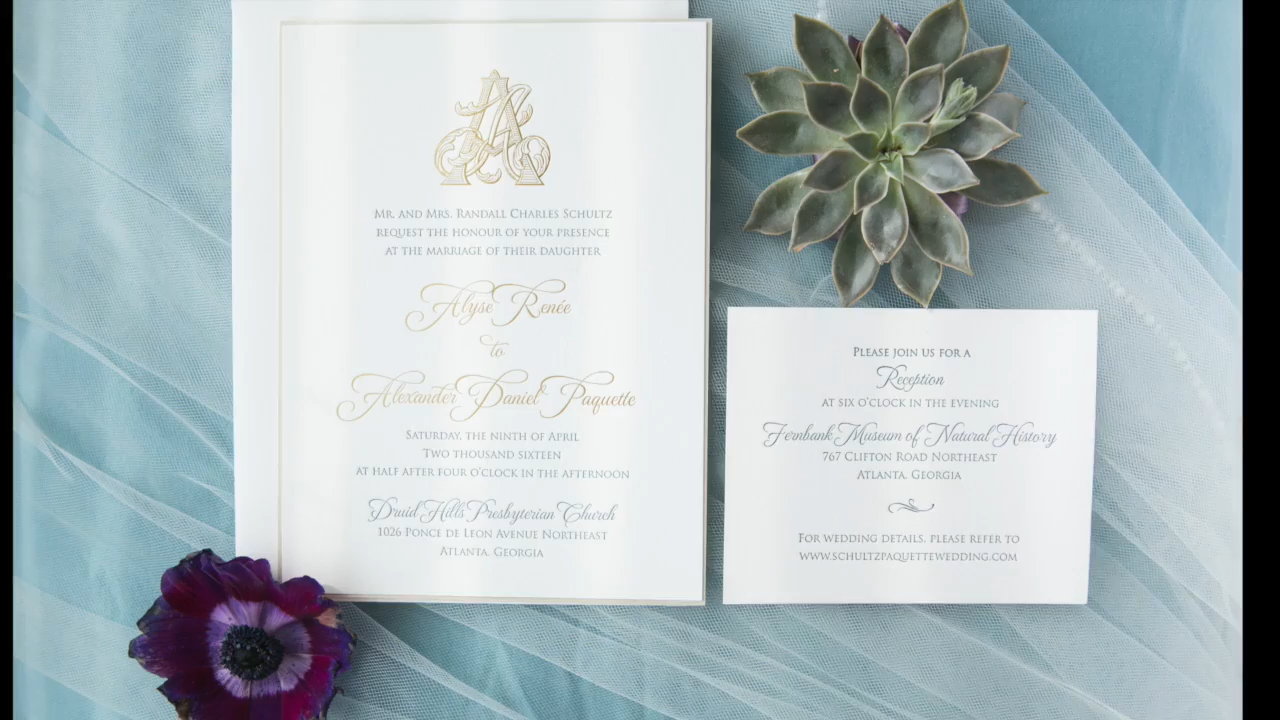 MR. AND MRS. RANDALL CHARLES SCHULTZ
REQUEST THE HONOUR OF YOUR PRESENCE
AT THE MARRIAGE OF THEIR DAUGHTER
Alyse Renée
to
Alexander Daniel Paquette
SATURDAY, THE NINTH OF APRIL
TWO THOUSAND SIXTEEN
AT HALF AFTER FOUR O'CLOCK IN THE AFTERNOON
Druid Hills Presbyterian Church
1026 PONCE DE LEON AVENUE NORTHEAST
ATLANTA, GEORGIA
PLEASE JOIN US FOR A
Reception
AT SIX O'CLOCK IN THE EVENING
Fernbank Museum of Natural History
767 CLIFTON ROAD NORTHEAST
ATLANTA, GEORGIA
FOR WEDDING DETAILS, PLEASE REFER TO
WWW.SCHULTZPAQUETTEWEDDING.COM